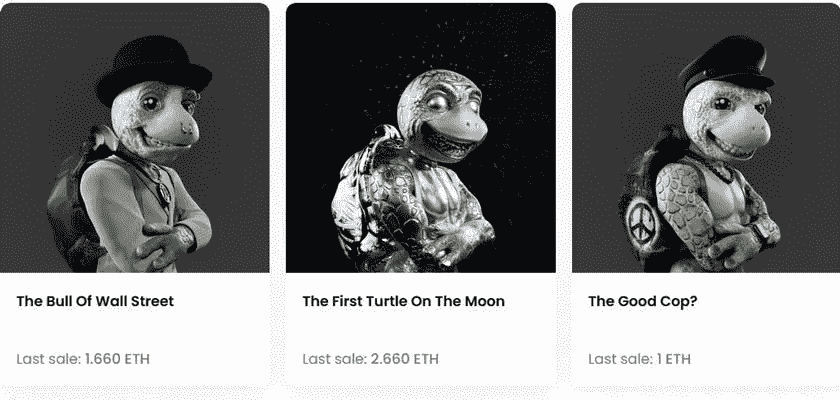 The Bull Of Wall Street
Last sale: 1.660 ETH
The First Turtle On The Moon
Last sale: 2.660 ETH
The Good Cop?
Last sale: 1 ETH